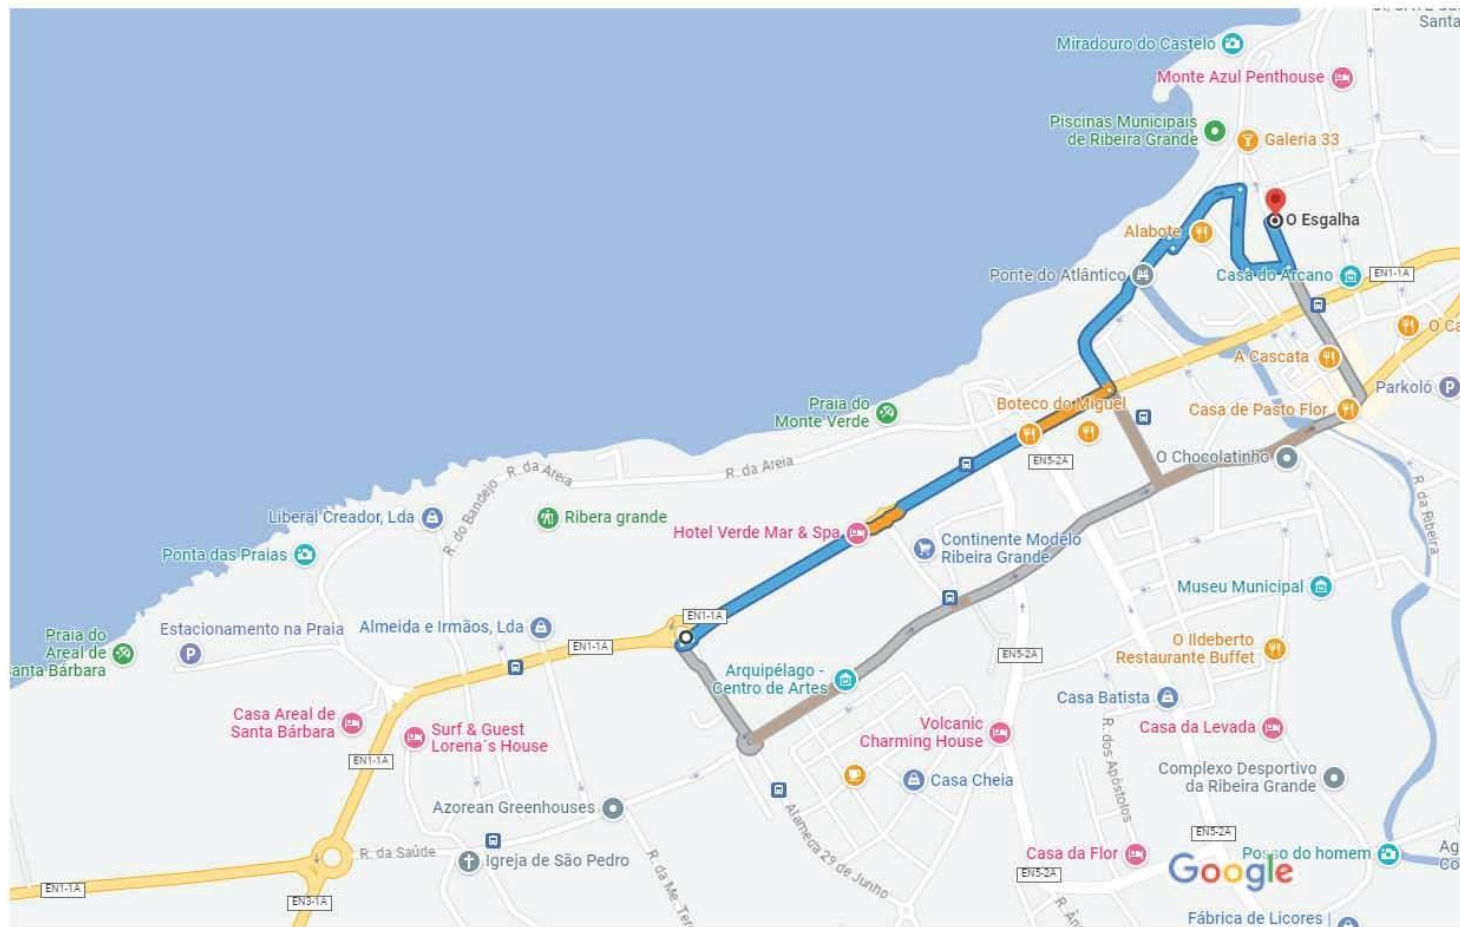 Santa
Miradouro do Castelo
Monte Azul Penthouse
Piscinas Municipais
de Ribeira Grande
Galeria 33
O Esgalha
Alabote
Ponte do Atlântico
Casa do Arcano
EN1-1A
A Cascata
Parkoló
P
Praia do
Monte Verde
Boteco do Miguel
Casa de Pasto Flor
EN5-2A
O Chocolatinho
R. da Areia
R. da Areia
R. do Bandejo
R. da Ribeira
Liberal Creador, Lda
Ribera grande
Hotel Verde Mar & Spa
Continente Modelo
Ribeira Grande
Ponta das Praias
Museu Municipal
EN1-1A
Praia do
Areal de
Santa Bárbara
Estacionamento na Praia
P
Almeida e Irmãos, Lda
EN1-1A
O Ildeberto
Restaurante Buffet
EN5-2A
Arquipélago -
Centro de Artes
Casa Batista
Casa Areal de
Santa Bárbara
Surf & Guest
Lorena´s House
Volcanic
Charming House
Casa da Levada
EN1-1A
R. dos Apóstolos
Casa Cheia
Complexo Desportivo
da Ribeira Grande
Azorean Greenhouses
Alameda 29 de Junho
EN5-2A
R. da Saúde
Igreja de São Pedro
R. da Me. Tere
Casa da Flor
Posso do homem
Google
EN5-2A
EN1-1A
EN3-1A
Fábrica de Licores |